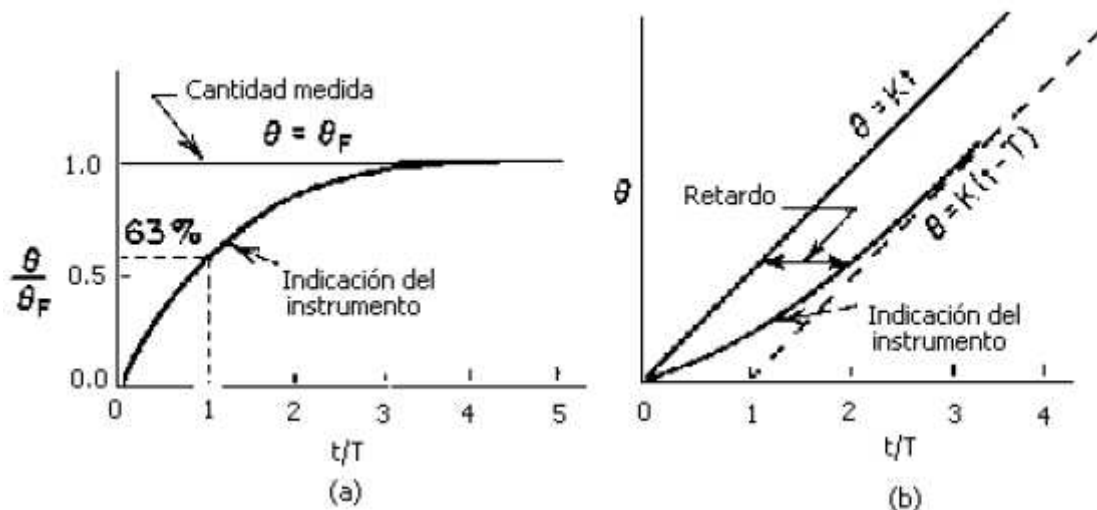 Cantidad medida
θ = θF
1.0
63%
0.5
θ
θF
Indicación del
instrumento
0.0
0 1 2 3 4 5
t/T
(a)
θ = Kt
θ
Retardo
θ = K(t - T)
Indicación del
instrumento
0 1 2 3 4
t/T
(b)